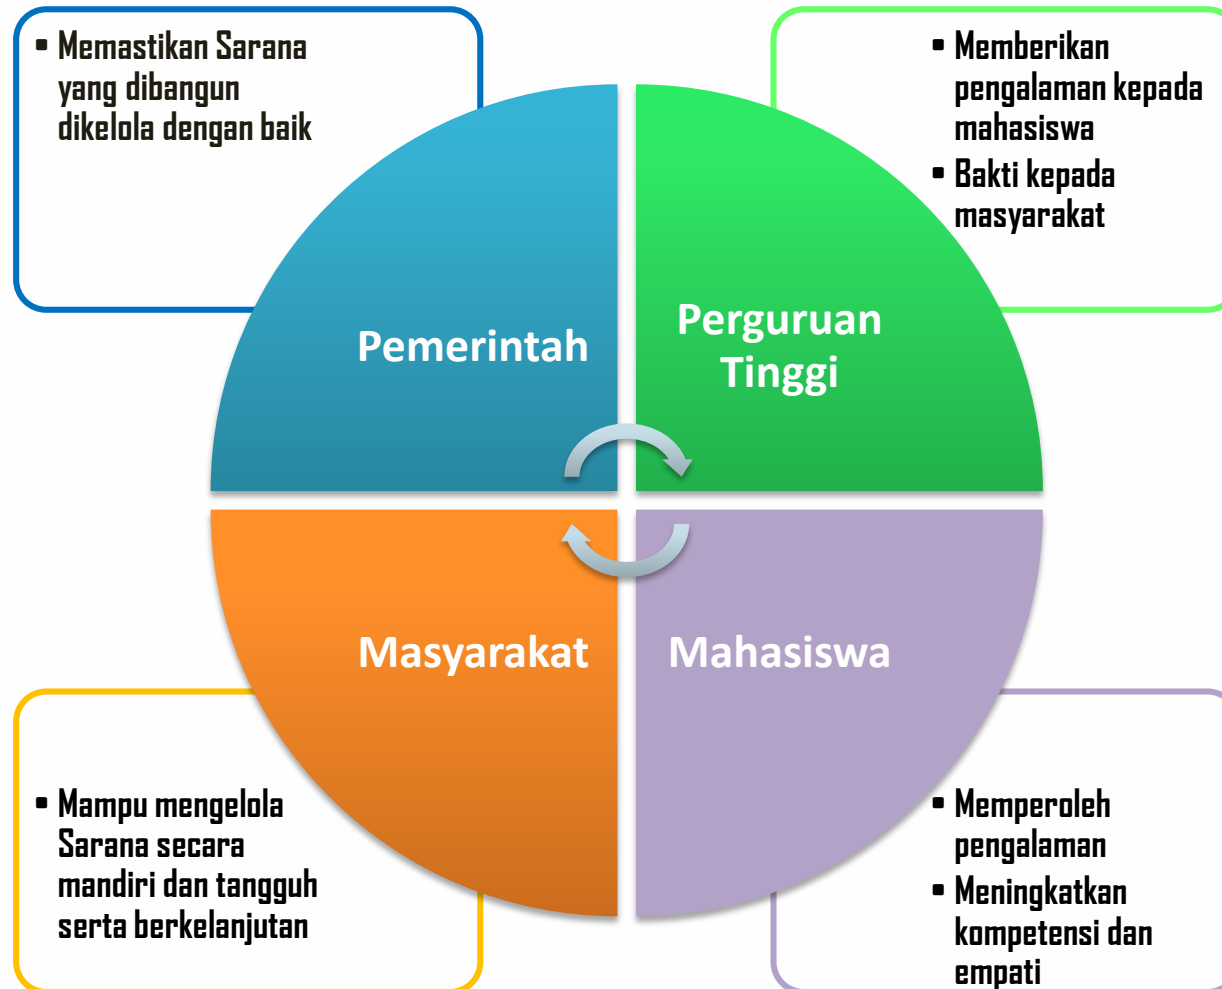 ▪ Memastikan Sarana
yang dibangun
dikelola dengan baik
▪ Memberikan
pengalaman kepada
mahasiswa
▪ Bakti kepada
masyarakat
Pemerintah
Perguruan
Tinggi
Masyarakat
Mahasiswa
▪ Mampu mengelola
Sarana secara
mandiri dan tangguh
serta berkelanjutan
▪ Memperoleh
pengalaman
▪ Meningkatkan
kompetensi dan
empati